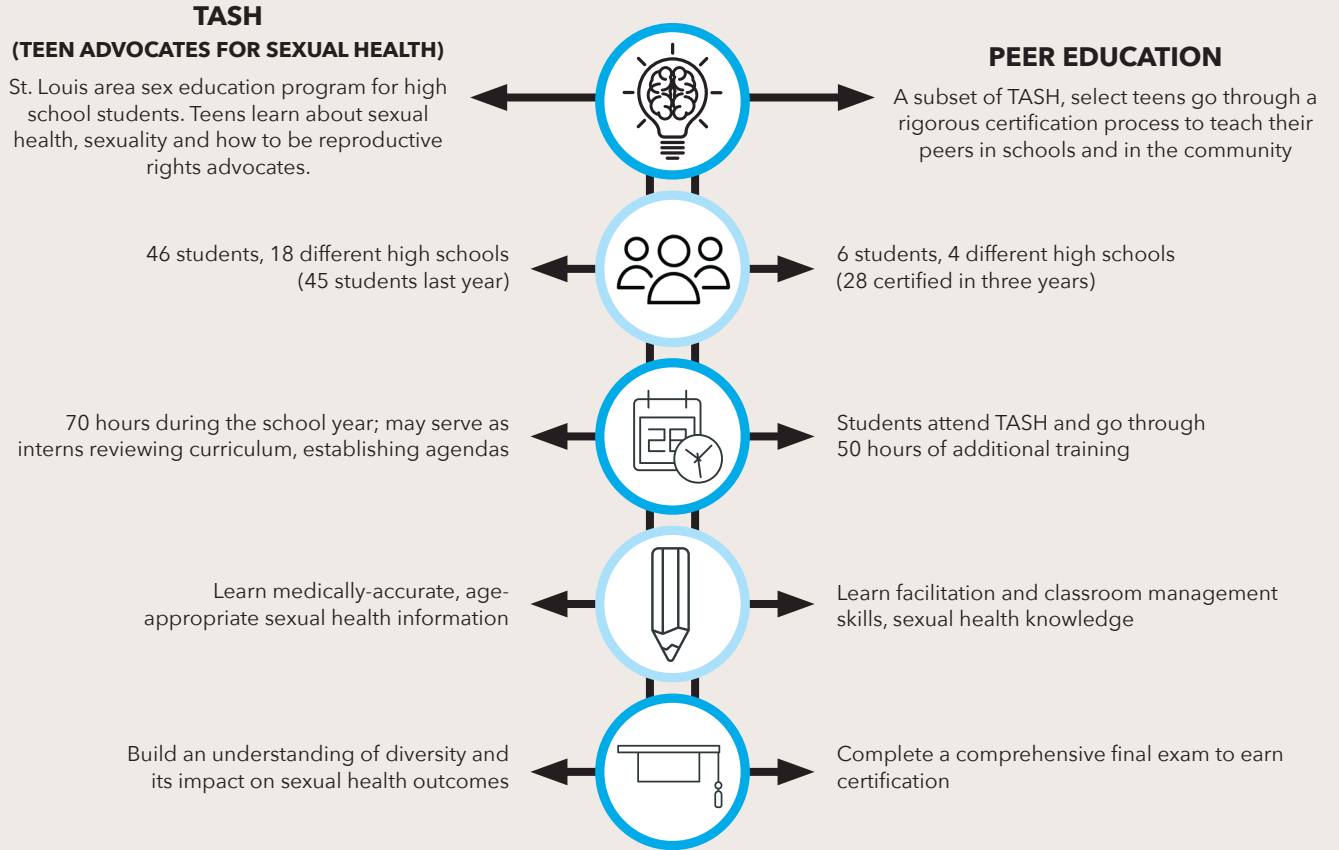 TASH
(TEEN ADVOCATES FOR SEXUAL HEALTH)
St. Louis area sex education program for high
school students. Teens learn about sexual
health, sexuality and how to be reproductive
rights advocates.
PEER EDUCATION
A subset of TASH, select teens go through a
rigorous certification process to teach their
peers in schools and in the community
46 students, 18 different high schools
(45 students last year)
6 students, 4 different high schools
(28 certified in three years)
70 hours during the school year; may serve as
interns reviewing curriculum, establishing agendas
28
Students attend TASH and go through
50 hours of additional training
Learn medically-accurate, age-
appropriate sexual health information
Learn facilitation and classroom management
skills, sexual health knowledge
Build an understanding of diversity and
its impact on sexual health outcomes
Complete a comprehensive final exam to earn
certification